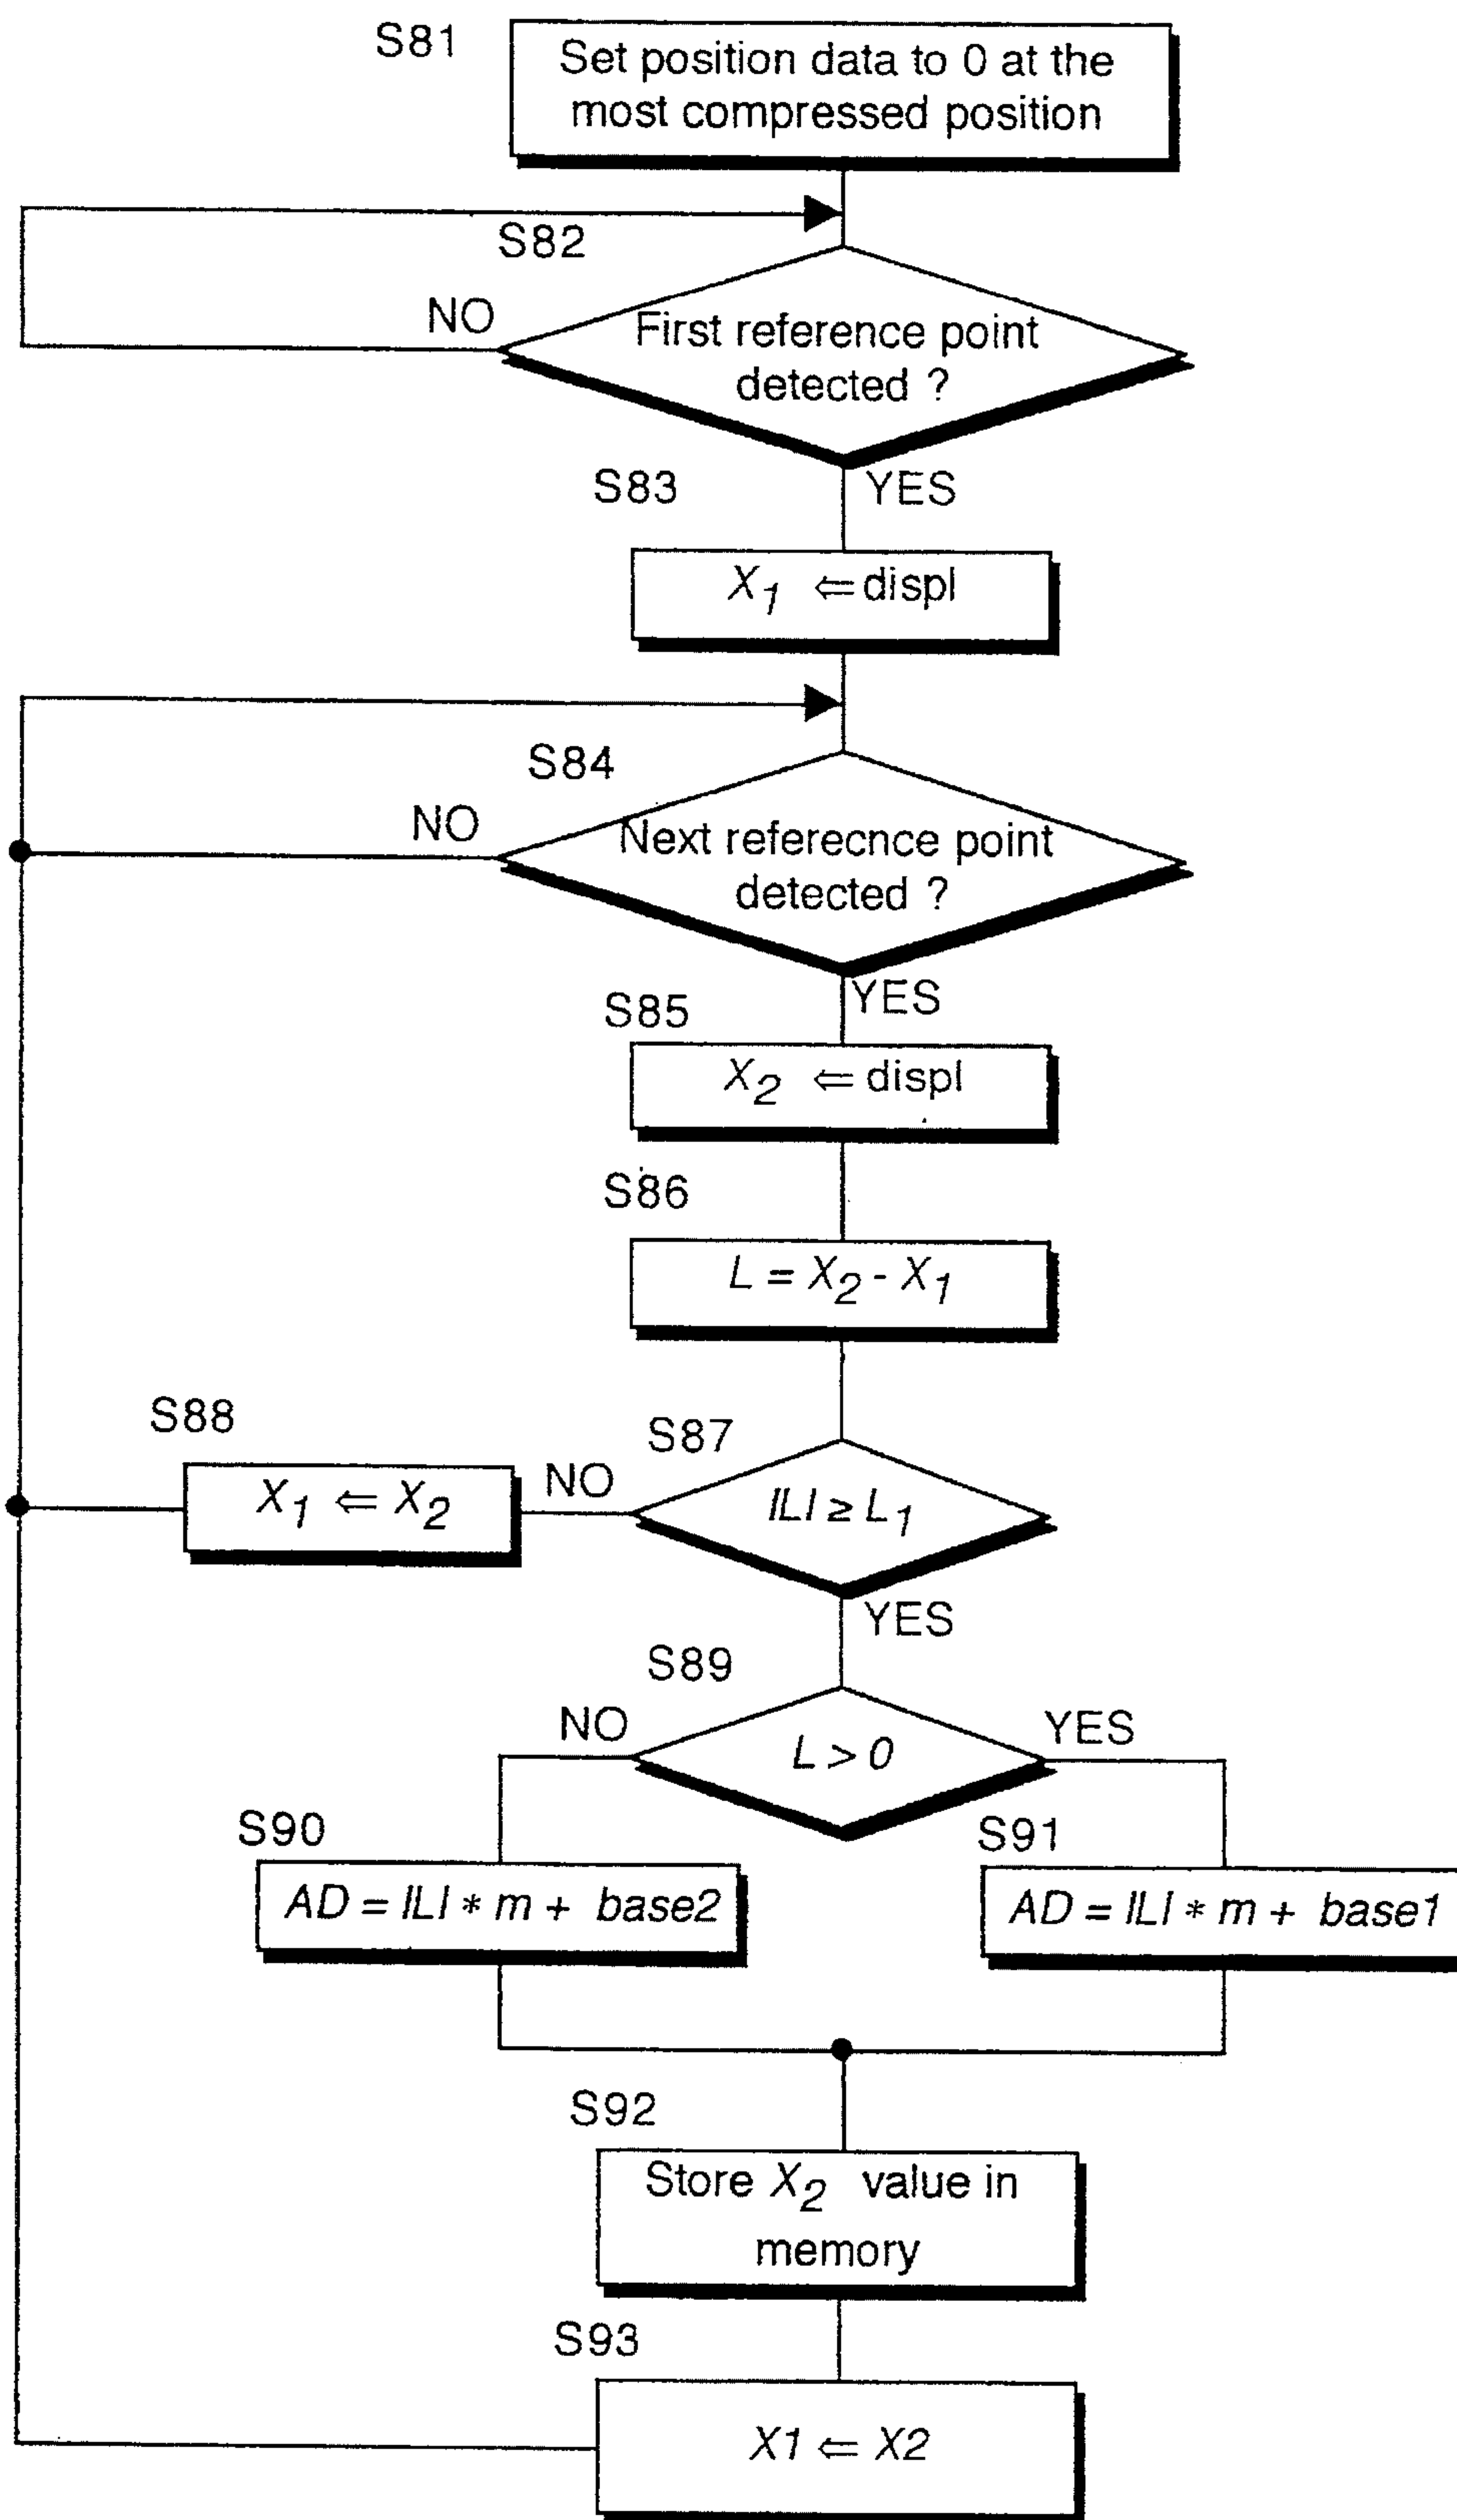 S81
Set position data to 0 at the
most compressed position
S82
NO
First reference point
detected ?
S83
YES
X1 ⇐ displ
S84
NO
Next referecnce point
detected ?
YES
S85
X2 ⇐ displ
S86
L = X2 - X1
S88
S87
X1 ⇐ X2
NO
ILI ≥ L1
YES
S89
NO
L > 0
YES
S90
S91
AD = ILI * m + base2
AD = ILI * m + base1
S92
Store X2 value in
memory
S93
X1 ⇐ X2